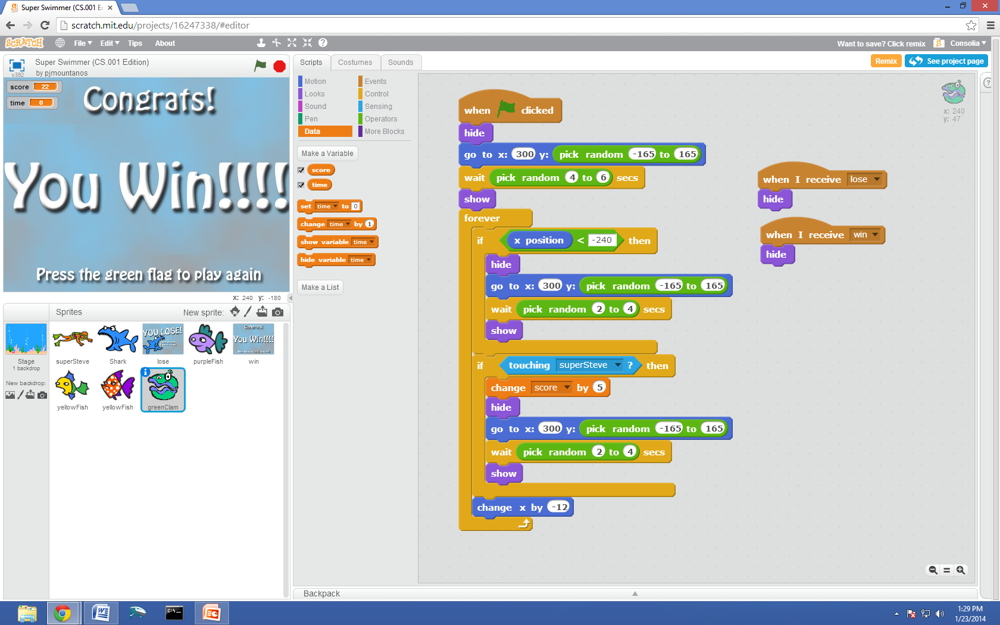 Super Swimmer (CS.001 E
scratch.mit.edu/projects/16247338/#editor
SCRATCH File Edit Tips About Want to save? Click remix Consolia
v392
Super Swimmer (CS.001 Edition)
by pjmountanos
score 22
time 0
Congrats!
You Win!!!!
Press the green flag to play again
x: 240 y: -180
Sprites New sprite:
Stage
1 backdrop
New backdrop:
superSteve Shark lose purpleFish win
YOU LOSE!
Congrats!
You Win!!!!
yellowFish yellowFish greenClam
Scripts Costumes Sounds
Remix See project page
Motion Events
Looks Control
Sound Sensing
Pen Operators
Data More Blocks
Make a Variable
score
time
set time to 0
change time by 1
show variable time
hide variable time
Make a List
when clicked
hide
go to x: 300 y: pick random -165 to 165
wait pick random 4 to 6 secs
show
forever
if x position < -240 then
hide
go to x: 300 y: pick random -165 to 165
wait pick random 2 to 4 secs
show
if touching superSteve ? then
change score by 5
hide
go to x: 300 y: pick random -165 to 165
wait pick random 2 to 4 secs
show
change x by -12
when I receive lose
hide
when I receive win
hide
x: 240
y: 47
Backpack
1:29 PM
1/23/2014